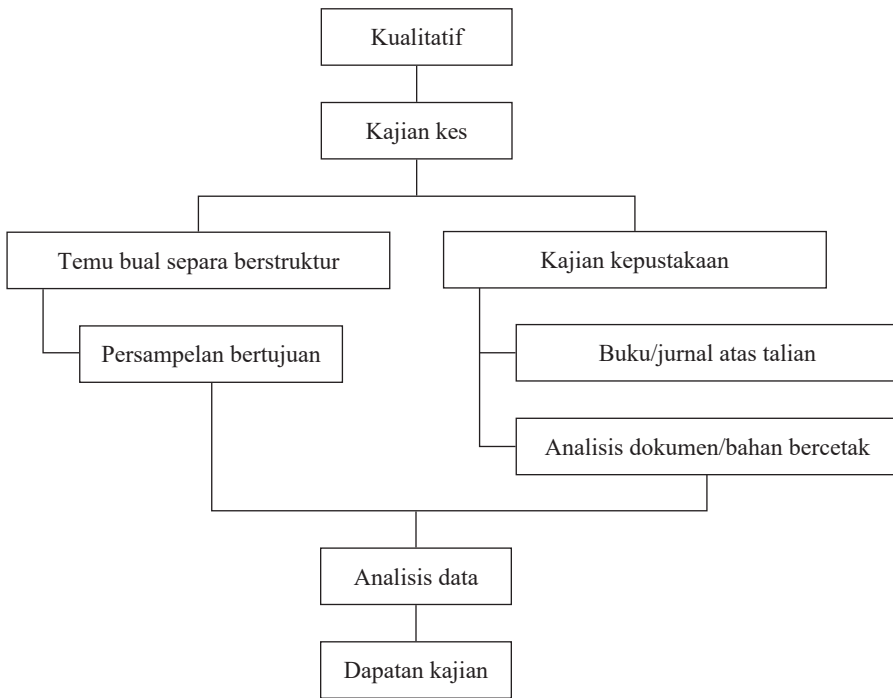 Kualitatif
Kajian kes
Temu bual separa berstruktur
Kajian kepustakaan
Persampelan bertujuan
Buku/jurnal atas talian
Analisis dokumen/bahan bercetak
Analisis data
Dapatan kajian